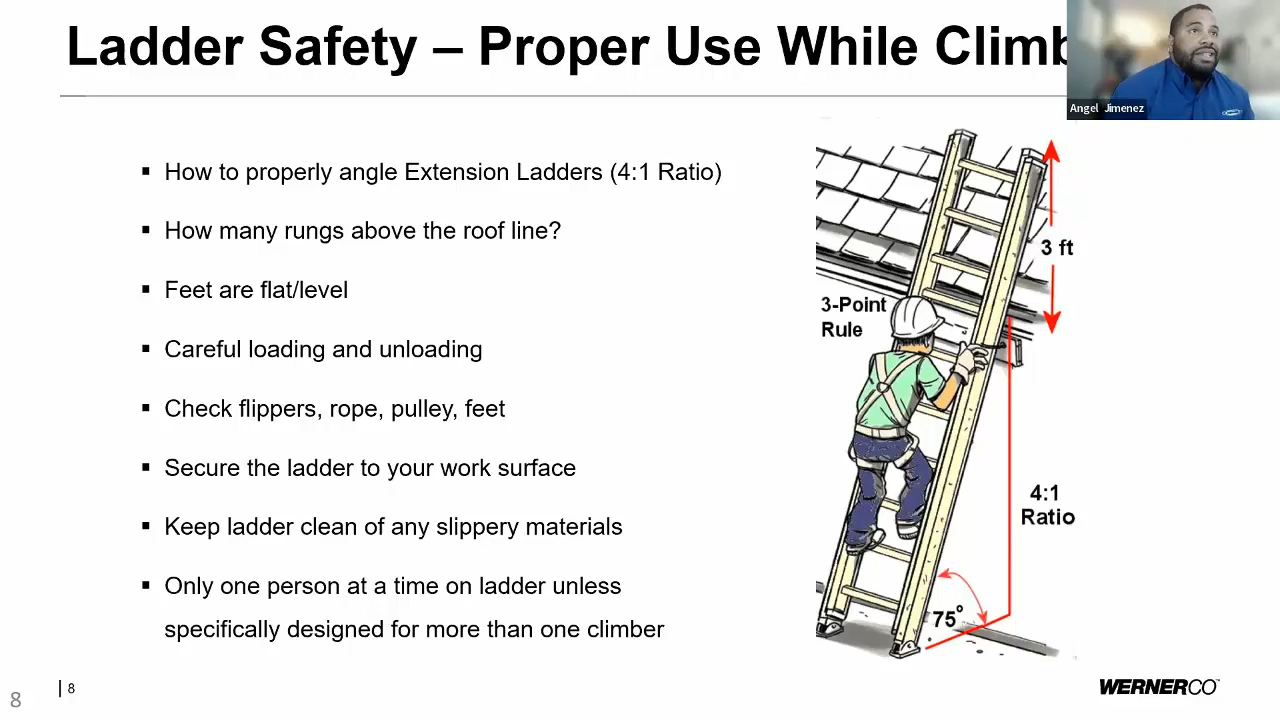 Ladder Safety – Proper Use While Climb
Angel Jimenez
▪ How to properly angle Extension Ladders (4:1 Ratio)
▪ How many rungs above the roof line?
▪ Feet are flat/level
▪ Careful loading and unloading
▪ Check flippers, rope, pulley, feet
▪ Secure the ladder to your work surface
▪ Keep ladder clean of any slippery materials
▪ Only one person at a time on ladder unless
specifically designed for more than one climber
3 ft
3-Point
Rule
4:1
Ratio
75°
8
8
WERNERCO